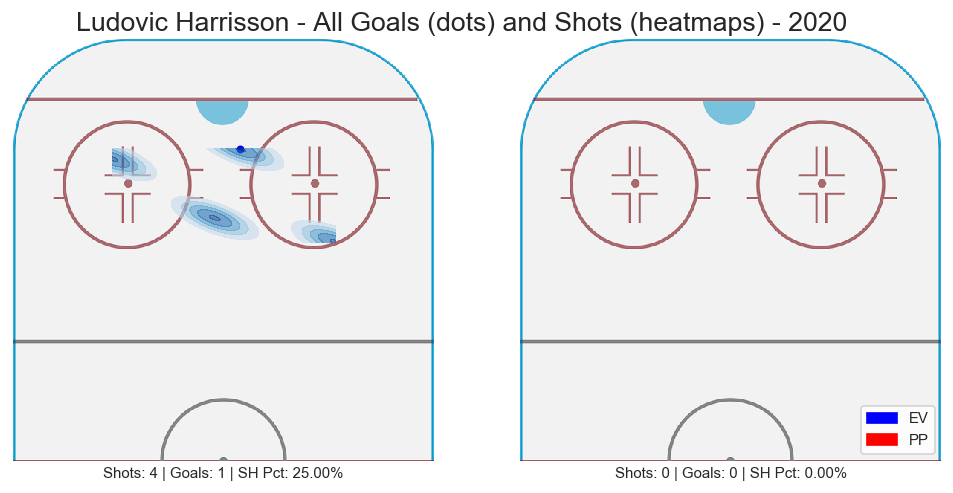 Ludovic Harrisson - All Goals (dots) and Shots (heatmaps) - 2020
EV
PP
Shots: 4 | Goals: 1 | SH Pct: 25.00%
Shots: 0 | Goals: 0 | SH Pct: 0.00%